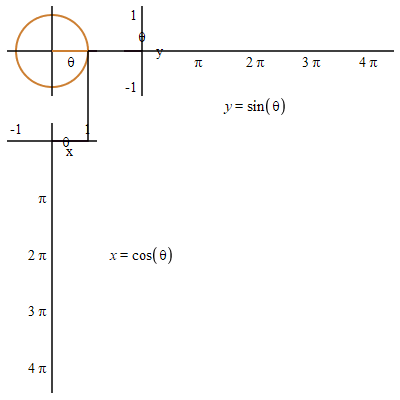 1
θ
y
θ
π 2 π 3 π 4 π
-1
y = sin(θ)
-1 1
θ
x
π
2 π
x = cos(θ)
3 π
4 π